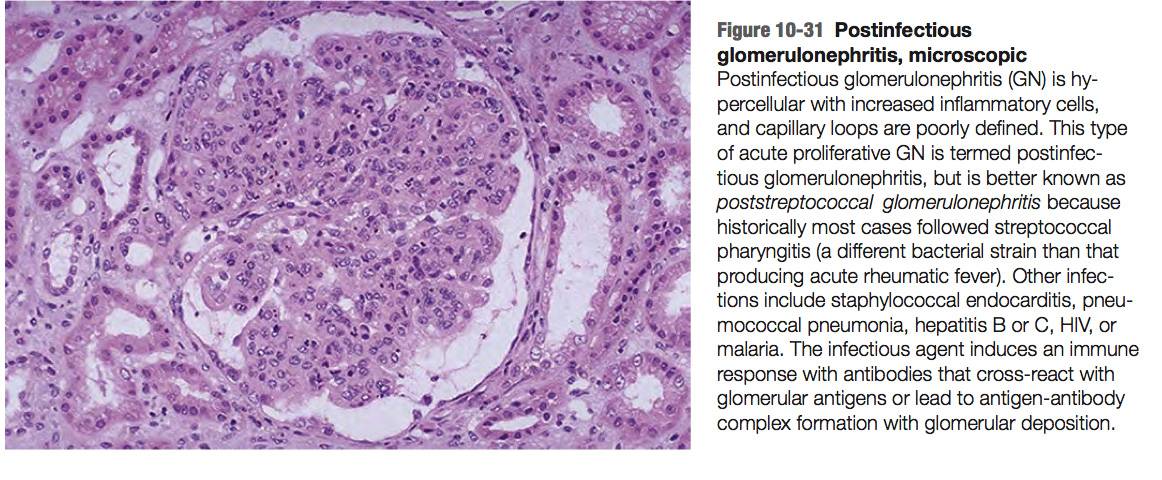 Figure 10-31 Postinfectious
glomerulonephritis, microscopic
Postinfectious glomerulonephritis (GN) is hy-
percellular with increased inflammatory cells,
and capillary loops are poorly defined. This type
of acute proliferative GN is termed postinfec-
tious glomerulonephritis, but is better known as
poststreptococcal glomerulonephritis because
historically most cases followed streptococcal
pharyngitis (a different bacterial strain than that
producing acute rheumatic fever). Other infec-
tions include staphylococcal endocarditis, pneu-
mococcal pneumonia, hepatitis B or C, HIV, or
malaria. The infectious agent induces an immune
response with antibodies that cross-react with
glomerular antigens or lead to antigen-antibody
complex formation with glomerular deposition.